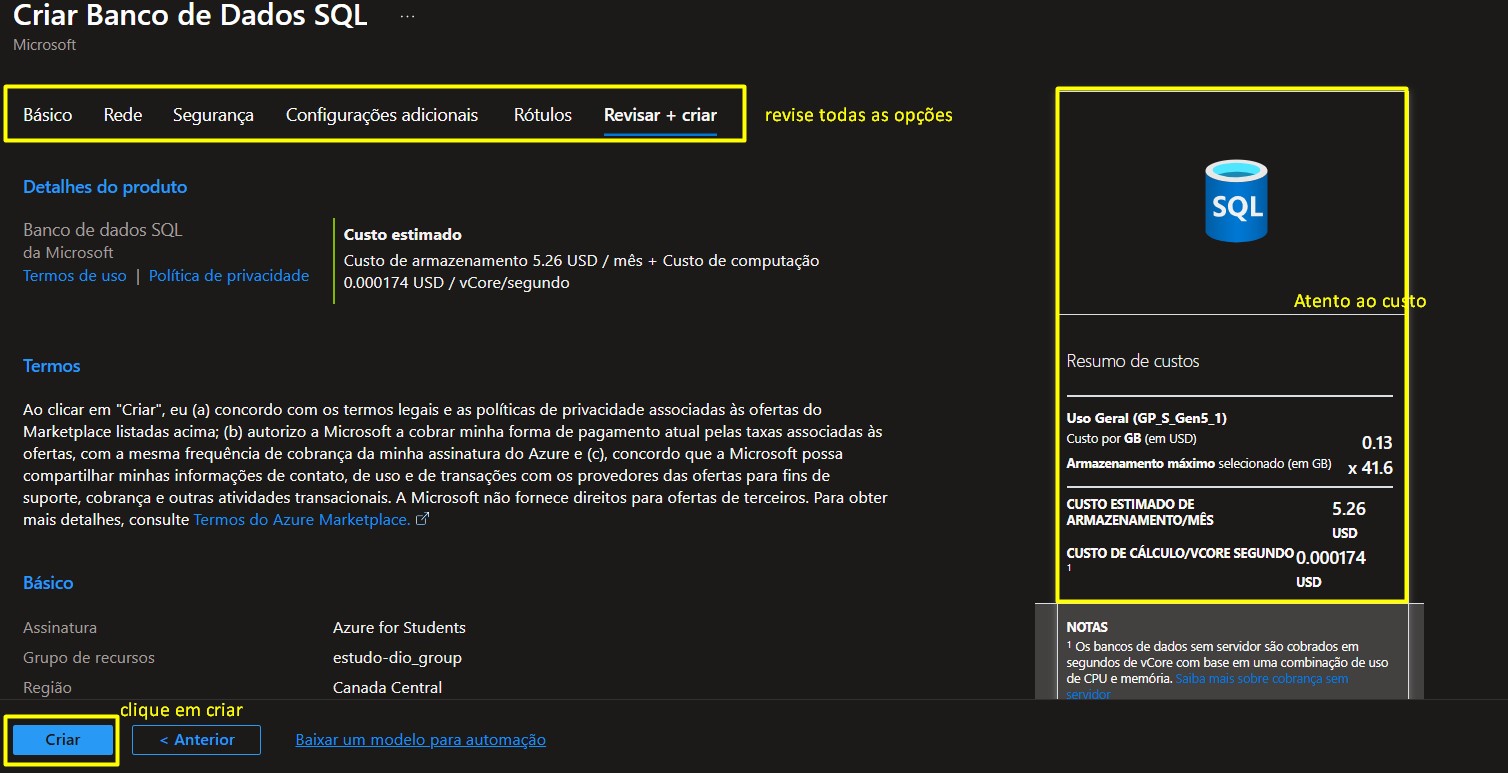 Criar Banco de Dados SQL ...
Microsoft
Básico Rede Segurança Configurações adicionais Rótulos Revisar + criar
revise todas as opções
Detalhes do produto
Banco de dados SQL
da Microsoft
Termos de uso | Política de privacidade
Custo estimado
Custo de armazenamento 5.26 USD / mês + Custo de computação
0.000174 USD / vCore/segundo
Termos
Ao clicar em "Criar", eu (a) concordo com os termos legais e as políticas de privacidade associadas às ofertas do
Marketplace listadas acima; (b) autorizo a Microsoft a cobrar minha forma de pagamento atual pelas taxas associadas às
ofertas, com a mesma frequência de cobrança da minha assinatura do Azure e (c), concordo que a Microsoft possa
compartilhar minhas informações de contato, de uso e de transações com os provedores das ofertas para fins de
suporte, cobrança e outras atividades transacionais. A Microsoft não fornece direitos para ofertas de terceiros. Para obter
mais detalhes, consulte Termos do Azure Marketplace.
Básico
Assinatura Azure for Students
Grupo de recursos estudo-dio_group
Região Canada Central
SQL
Atento ao custo
Resumo de custos
Uso Geral (GP_S_Gen5_1)
Custo por GB (em USD) 0.13
Armazenamento máximo selecionado (em GB) x 41.6
CUSTO ESTIMADO DE
ARMAZENAMENTO/MÊS 5.26
USD
CUSTO DE CÁLCULO/VCORE SEGUNDO 0.000174
1
USD
NOTAS
1 Os bancos de dados sem servidor são cobrados em
segundos de vCore com base em uma combinação de uso
de CPU e memória. Saiba mais sobre cobrança sem
servidor
clique em criar
Criar < Anterior Baixar um modelo para automação